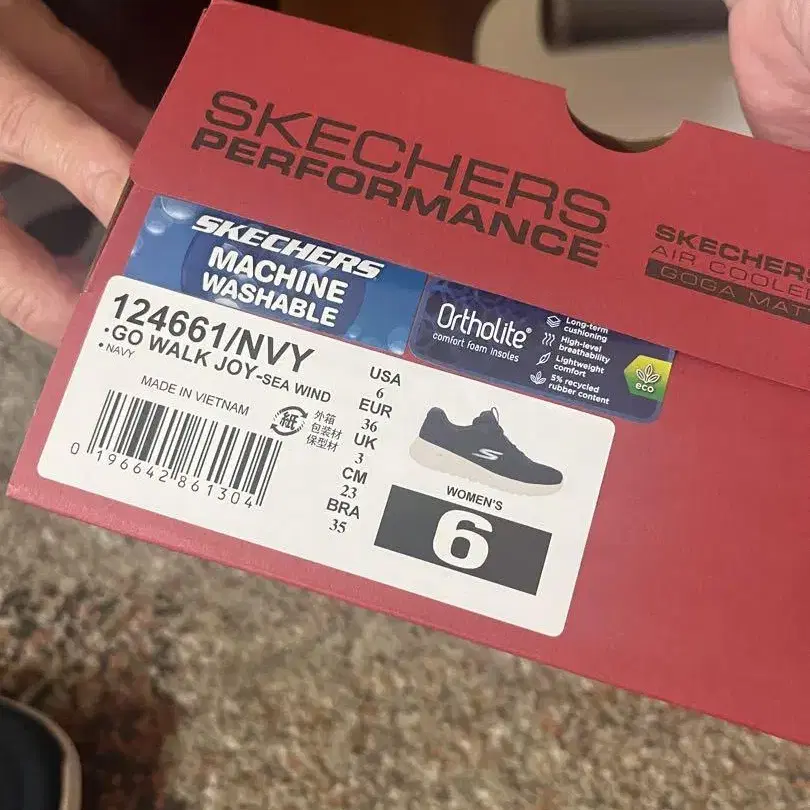 SKECHERS
PERFORMANCE
SKECHERS
AIR COOLE
GOGA MAT
SKECHERS
MACHINE
WASHABLE
Ortholite®
comfort foam insoles
Long-term
cushioning
High-level
breathability
Lightweight
comfort
5% recycled
rubber content
eco
124661/NVY
•GO WALK JOY-SEA WIND
• NAVY
MADE IN VIETNAM
紙
外箱
包装材
保型材
0 196642 861304
USA
6
EUR
36
UK
3
CM
23
BRA
35
S
WOMEN'S
6